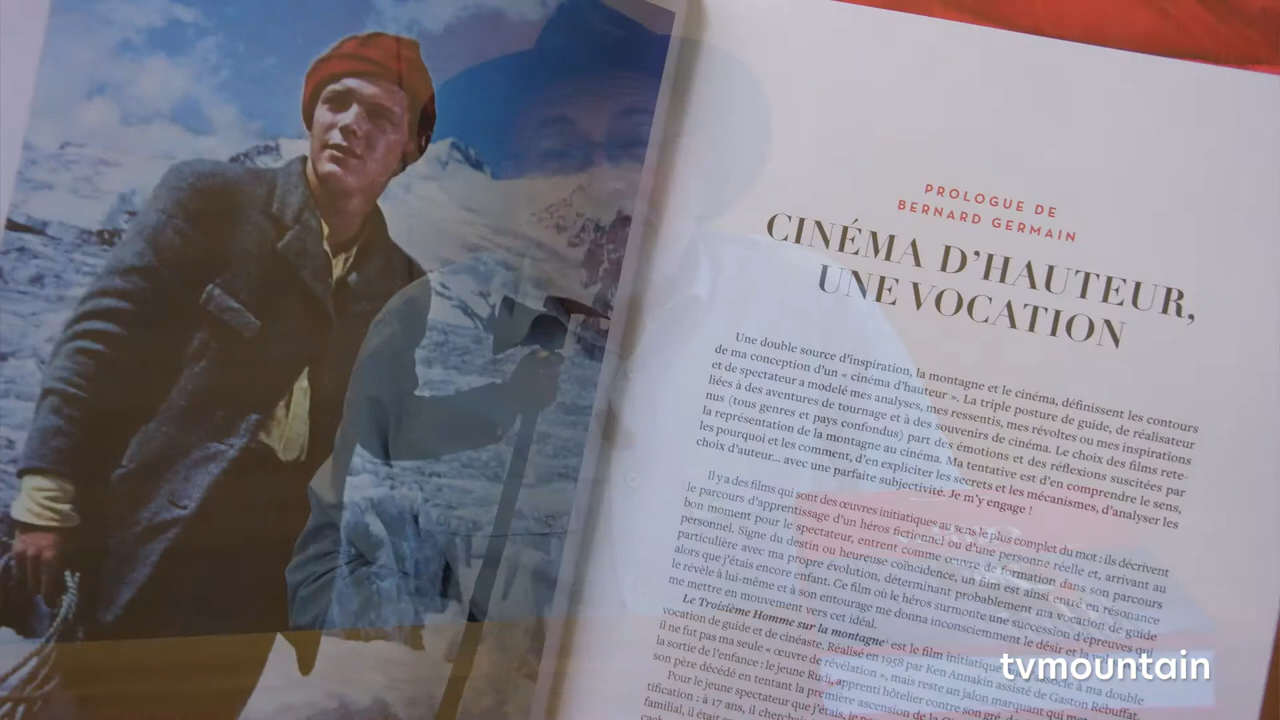 PROLOGUE DE
BERNARD GERMAIN
CINÉMA D'HAUTEUR,
UNE VOCATION
Une double source d'inspiration, la montagne et le cinéma, définissent les contours
de ma conception d'un « cinéma d'hauteur ». La triple posture de guide, de réalisateur
et de spectateur a modelé mes analyses, mes ressentis, mes révoltes ou mes inspirations
liées à des aventures de tournage et à des souvenirs de cinéma. Le choix des films rete-
nus (tous genres et pays confondus) part des émotions et des réflexions suscitées par
la représentation de la montagne au cinéma. Ma tentative est d'en comprendre le sens,
les pourquoi et les comment, d'en expliciter les secrets et les mécanismes, d'analyser les
choix d'auteur... avec une parfaite subjectivité. Je m'y engage !
Il y a des films qui sont des œuvres initiatiques au sens le plus complet du mot : ils décrivent
le parcours d'apprentissage d'un héros fictionnel ou d'une personne réelle et, arrivant au
bon moment pour le spectateur, entrent comme œuvre de formation dans son parcours
personnel. Signe du destin ou heureuse coïncidence, un film est ainsi entré en résonance
particulière avec ma propre évolution, déterminant probablement ma vocation de guide
alors que j'étais encore enfant. Ce film où le héros surmonte une succession d'épreuves qui
le révèle à lui-même et à son entourage me donna inconsciemment le désir et la
me mettre en mouvement vers cet idéal.
Le Troisième Homme sur la montagne¹ est le film initiatique associe à ma double
vocation de guide et de cinéaste. Réalisé en 1958 par Ken Annakin assisté de Gaston Rébuffat,
il ne fut pas ma seule « œuvre de révélation », mais reste un jalon marquant qui
la sortie de l'enfance : le jeune Rudi, apprenti hôtelier contre son gré,
son père décédé en tentant la première ascension de la
Pour le jeune spectateur que j'étais, le
tification : à 17 ans, il cherchait
familial, il était
tvmountain